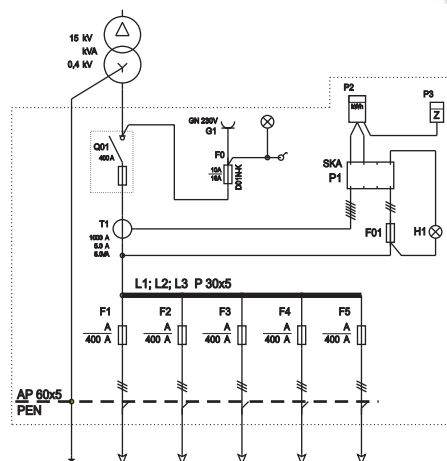 15 kV
kVA
0,4 kV
P2
P3
kWh
Z
GN 230V
G1
Q01
400 A
F0
10A
16A
D01N-K
SKA
P1
T1
1000 A
5.0 A
5.0VA
F01
H1
L1; L2; L3 P 30x5
F1
F2
F3
F4
F5
A
400 A
A
400 A
A
400 A
A
400 A
A
400 A
AP 60x5
PEN